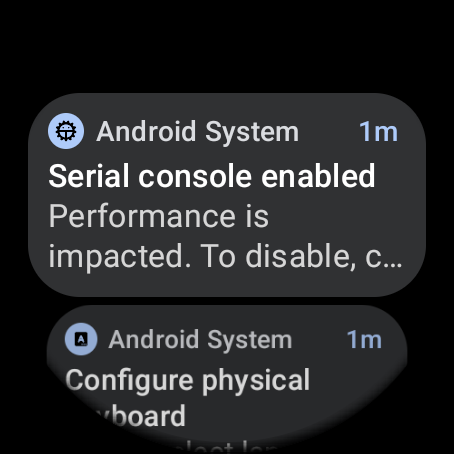 Android System 1m
Serial console enabled
Performance is
impacted. To disable, c…
Android System 1m
Configure physical